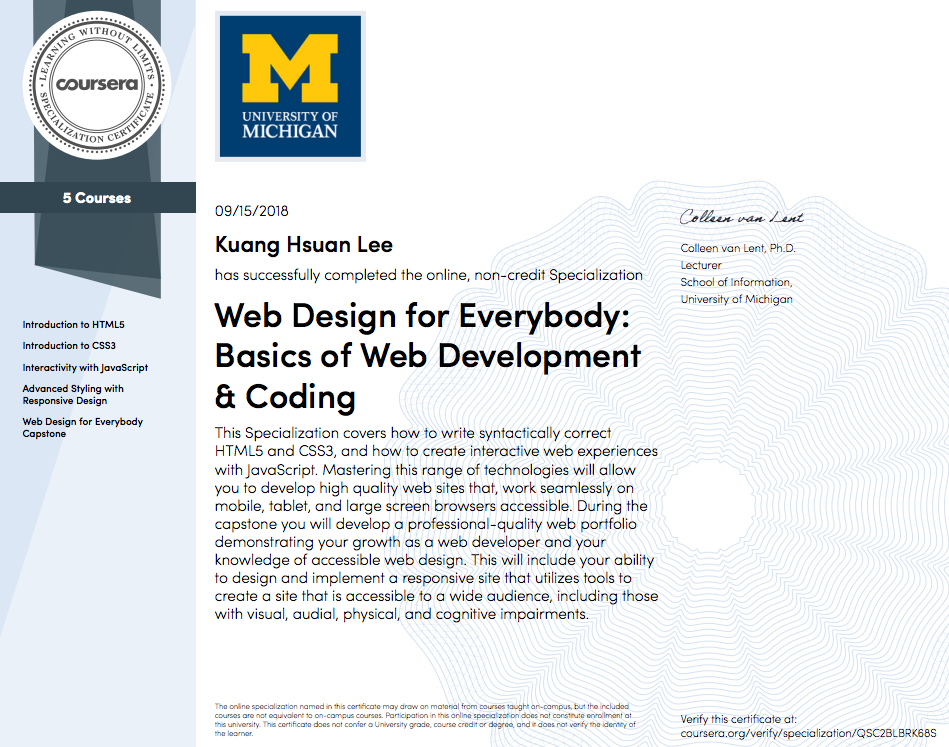 LEARNING WITHOUT LIMITS
coursera
SPECIALIZATION CERTIFICATE
5 Courses
Introduction to HTML5
Introduction to CSS3
Interactivity with JavaScript
Advanced Styling with
Responsive Design
Web Design for Everybody
Capstone
M
UNIVERSITY OF
MICHIGAN
09/15/2018
Kuang Hsuan Lee
has successfully completed the online, non-credit Specialization
Web Design for Everybody:
Basics of Web Development
& Coding
This Specialization covers how to write syntactically correct
HTML5 and CSS3, and how to create interactive web experiences
with JavaScript. Mastering this range of technologies will allow
you to develop high quality web sites that, work seamlessly on
mobile, tablet, and large screen browsers accessible. During the
capstone you will develop a professional-quality web portfolio
demonstrating your growth as a web developer and your
knowledge of accessible web design. This will include your ability
to design and implement a responsive site that utilizes tools to
create a site that is accessible to a wide audience, including those
with visual, audial, physical, and cognitive impairments.
Colleen van Lent
Colleen van Lent, Ph.D.
Lecturer
School of Information,
University of Michigan
The online specialization named in this certificate may draw on material from courses taught on-campus, but the included
courses are not equivalent to on-campus courses. Participation in this online specialization does not constitute enrollment at
this university. This certificate does not confer a University grade, course credit or degree, and it does not verify the identity of
the learner.
Verify this certificate at:
coursera.org/verify/specialization/QSC2BLBRK68S